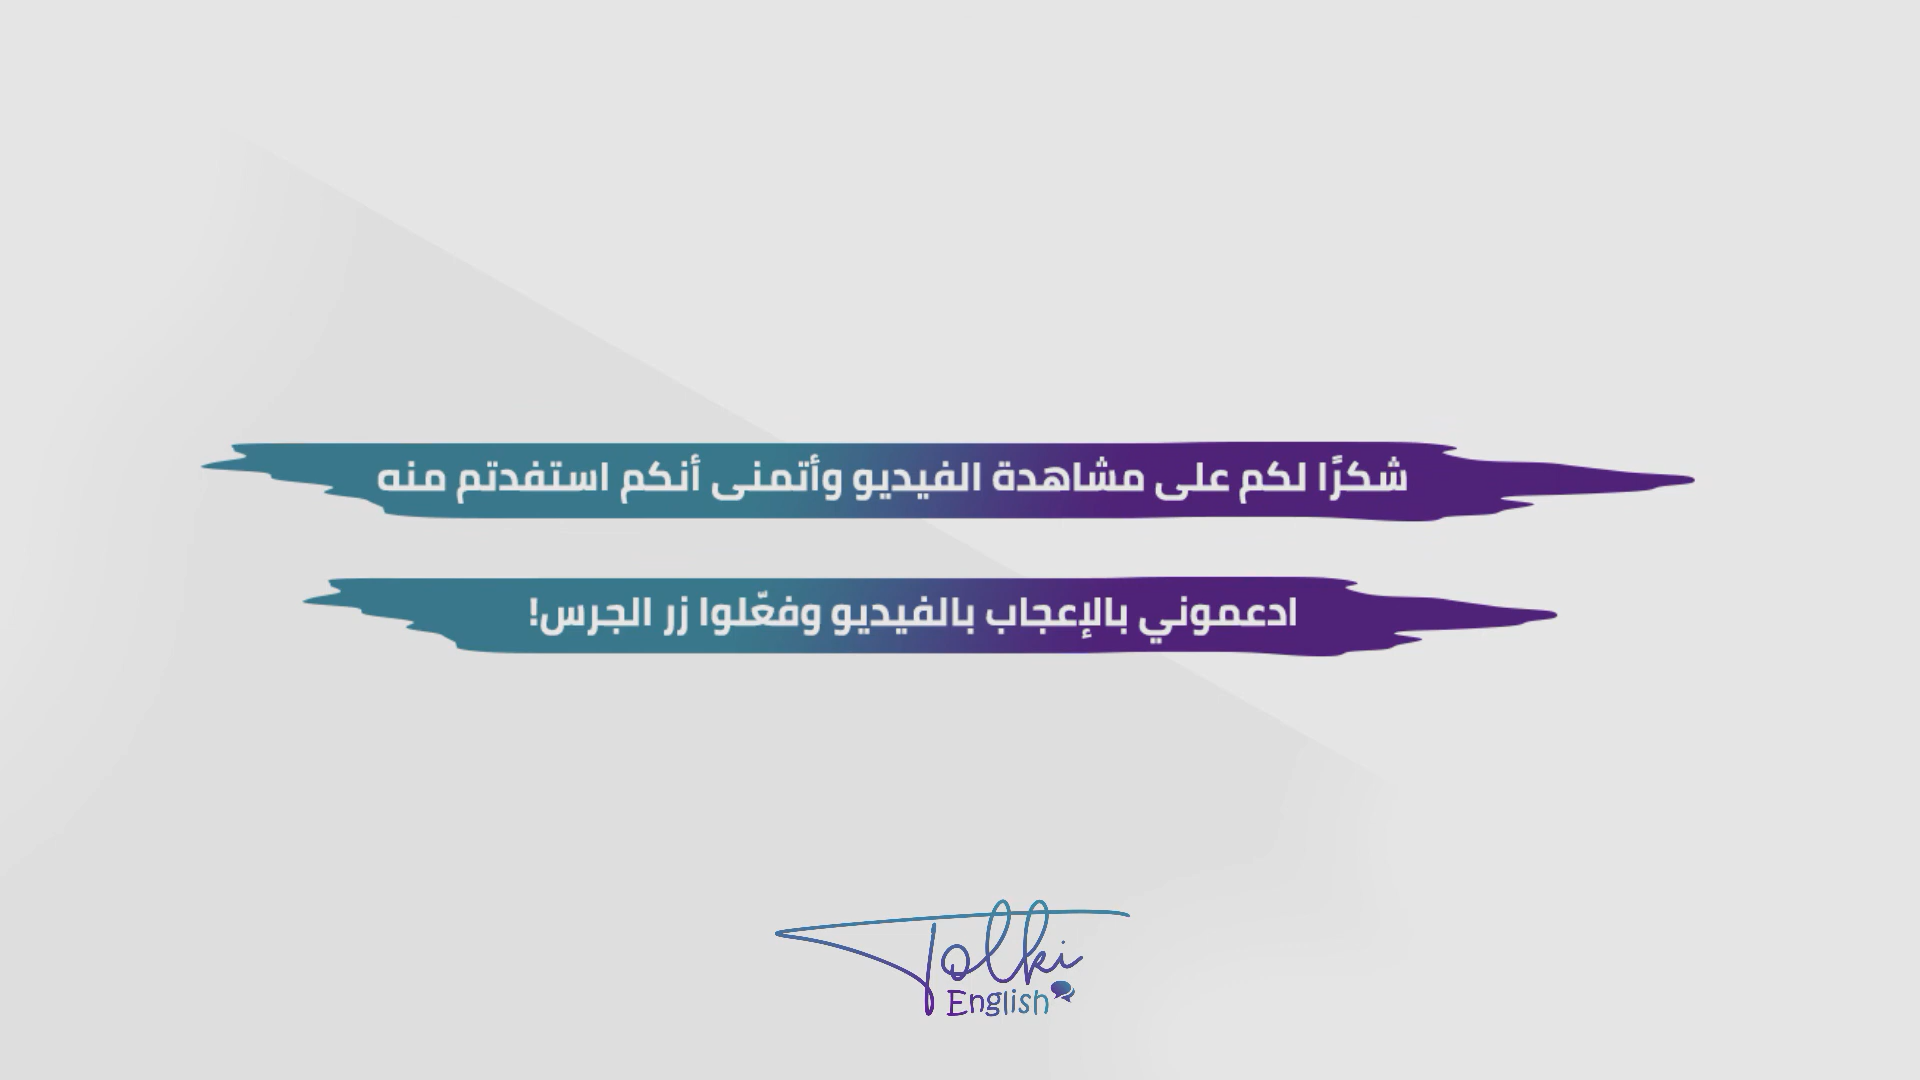 شكرًا لكم على مشاهدة الفيديو وأتمنى أنكم استفدتم منه
ادعموني بالإعجاب بالفيديو وفعّلوا زر الجرس!
Tolki
English